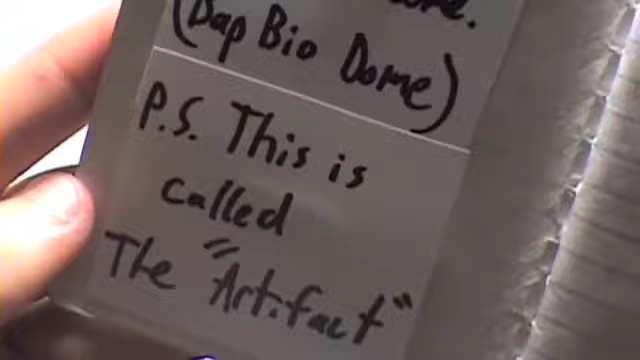 (Dap Bio Dome)
P.S. This is
called
The "Artifact"